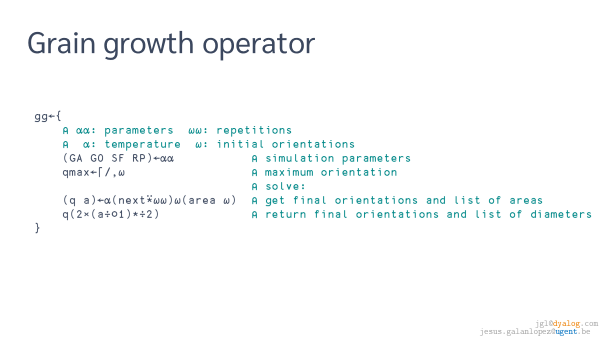 Grain growth operator
gg←{
⍝ ⍺⍺: parameters ⍵⍵: repetitions
⍝ ⍺: temperature ⍵: initial orientations
(GA GO SF RP)←⍺⍺ ⍝ simulation parameters
qmax←⌈/,⍵ ⍝ maximum orientation
⍝ solve:
(q a)←⍺(next⍣⍵⍵)⍵(area ⍵) ⍝ get final orientations and list of areas
q(2×(a÷○1)*÷2) ⍝ return final orientations and list of diameters
}
jgl@dyalog.com
jesus.galanlopez@ugent.be